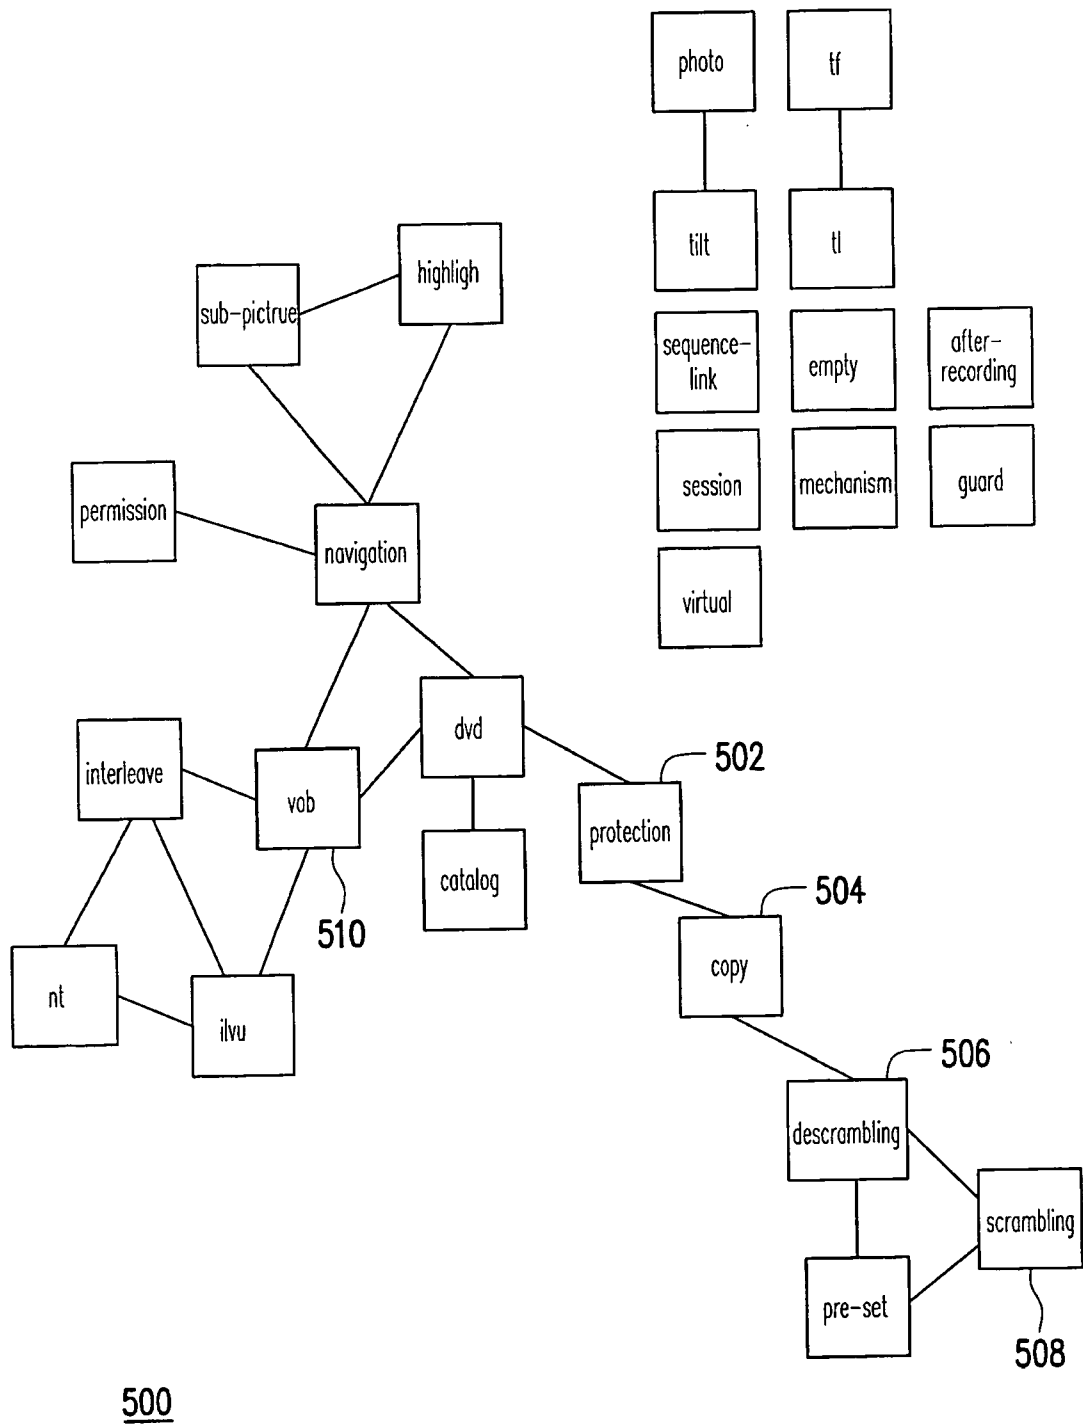 photo
tf
tilt
tl
sub-pictrue
highligh
sequence-
link
empty
after-
recording
permission
navigation
session
mechanism
guard
virtual
interleave
vob
dvd
502
protection
510
catalog
504
copy
nt
ilvu
506
descrambling
scrambling
pre-set
508
500